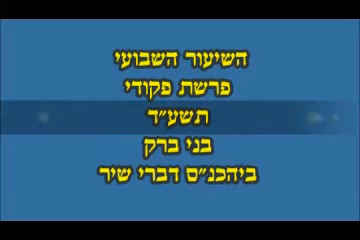 השיעור השבועי
פרשת פקודי
תשע״ד
בני ברק
ביהכנ״ס דברי שיר